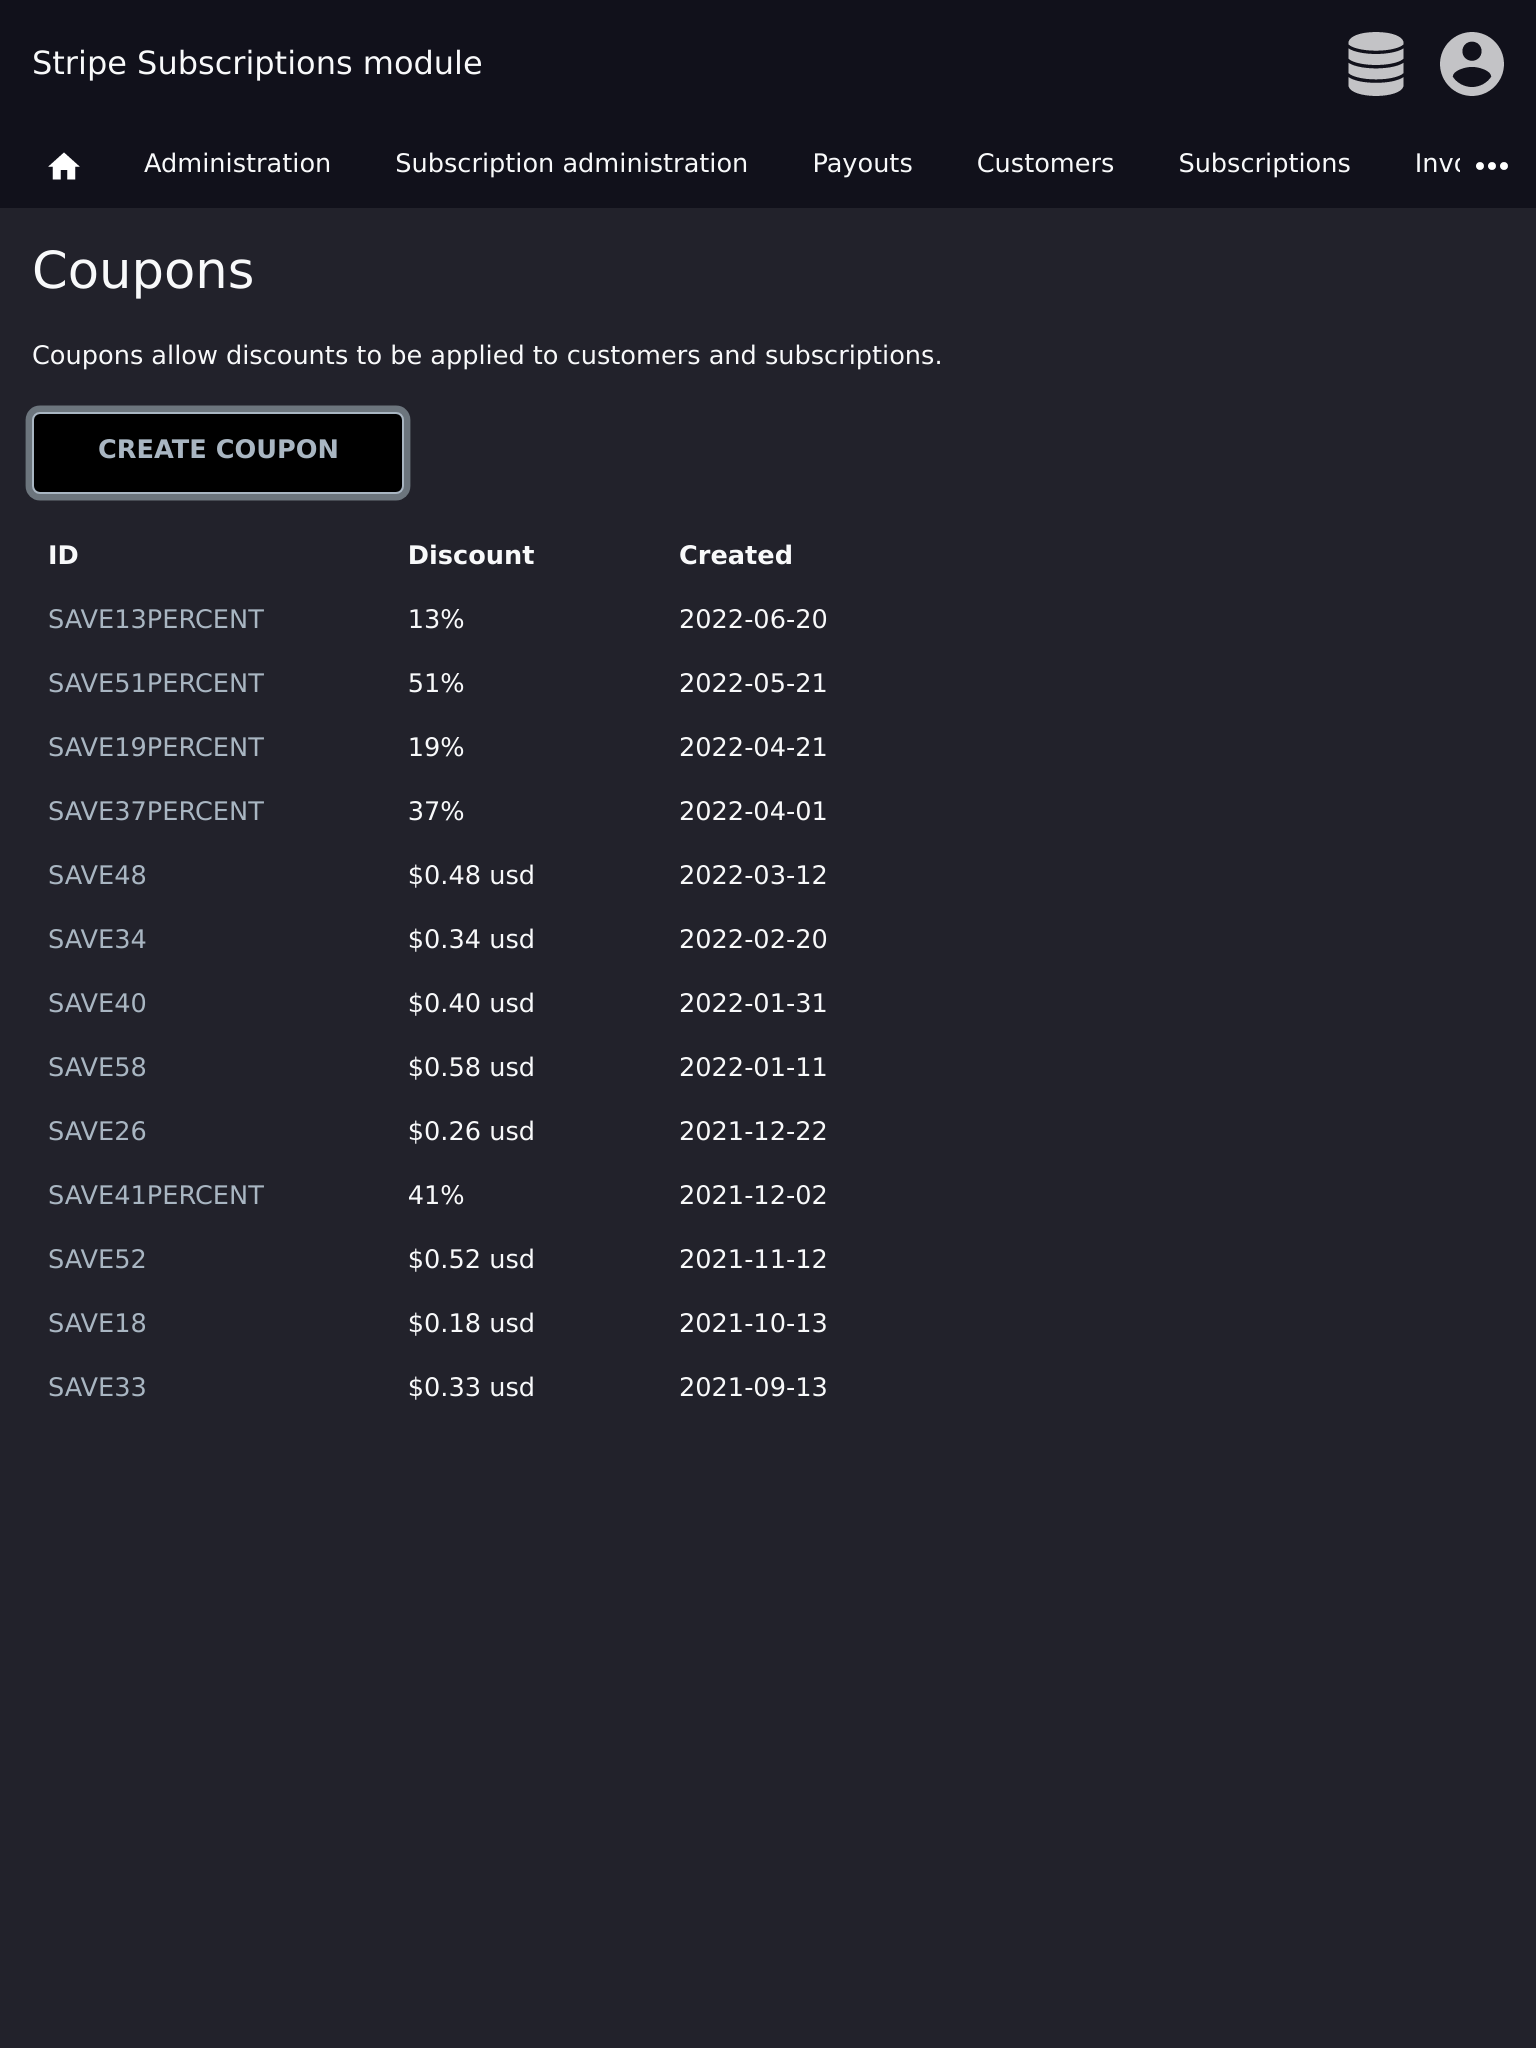 Stripe Subscriptions module
Administration Subscription administration Payouts Customers Subscriptions
Coupons
Coupons allow discounts to be applied to customers and subscriptions.
CREATE COUPON
ID Discount Created
SAVE13PERCENT 13% 2022-06-20
SAVE51PERCENT 51% 2022-05-21
SAVE19PERCENT 19% 2022-04-21
SAVE37PERCENT 37% 2022-04-01
SAVE48 $0.48 usd 2022-03-12
SAVE34 $0.34 usd 2022-02-20
SAVE40 $0.40 usd 2022-01-31
SAVE58 $0.58 usd 2022-01-11
SAVE26 $0.26 usd 2021-12-22
SAVE41PERCENT 41% 2021-12-02
SAVE52 $0.52 usd 2021-11-12
SAVE18 $0.18 usd 2021-10-13
SAVE33 $0.33 usd 2021-09-13